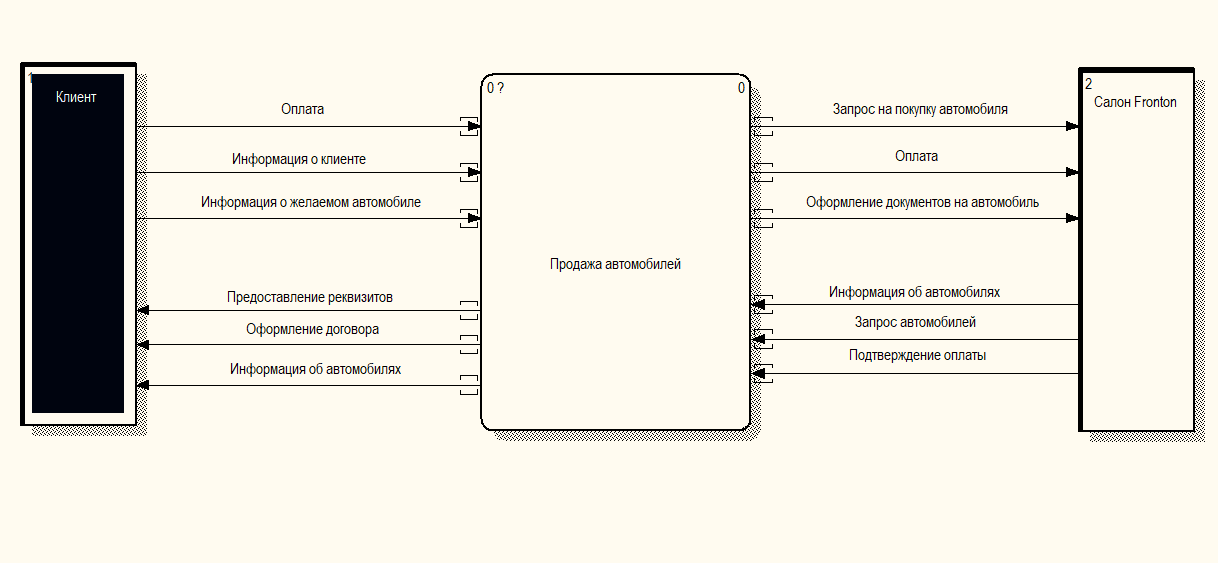 1
Клиент
Оплата
Информация о клиенте
Информация о желаемом автомобиле
Предоставление реквизитов
Оформление договора
Информация об автомобилях
0 ?
0
Продажа автомобилей
Запрос на покупку автомобиля
Оплата
Оформление документов на автомобиль
Информация об автомобилях
Запрос автомобилей
Подтверждение оплаты
2
Салон Fronton